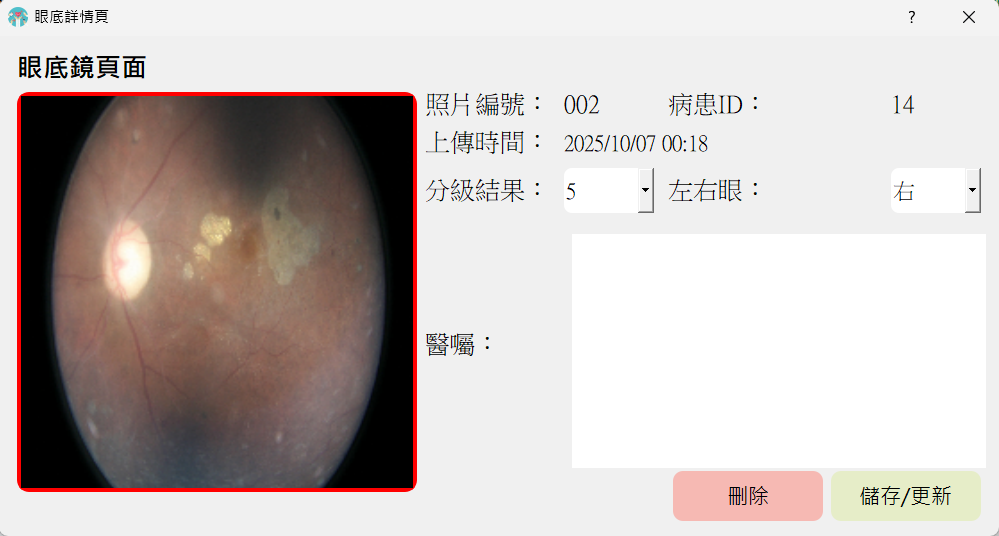 眼底詳情頁
眼底鏡頁面
照片編號： 002 病患ID： 14
上傳時間： 2025/10/07 00:18
分級結果： 5 左右眼： 右
醫囑：
刪除 儲存/更新